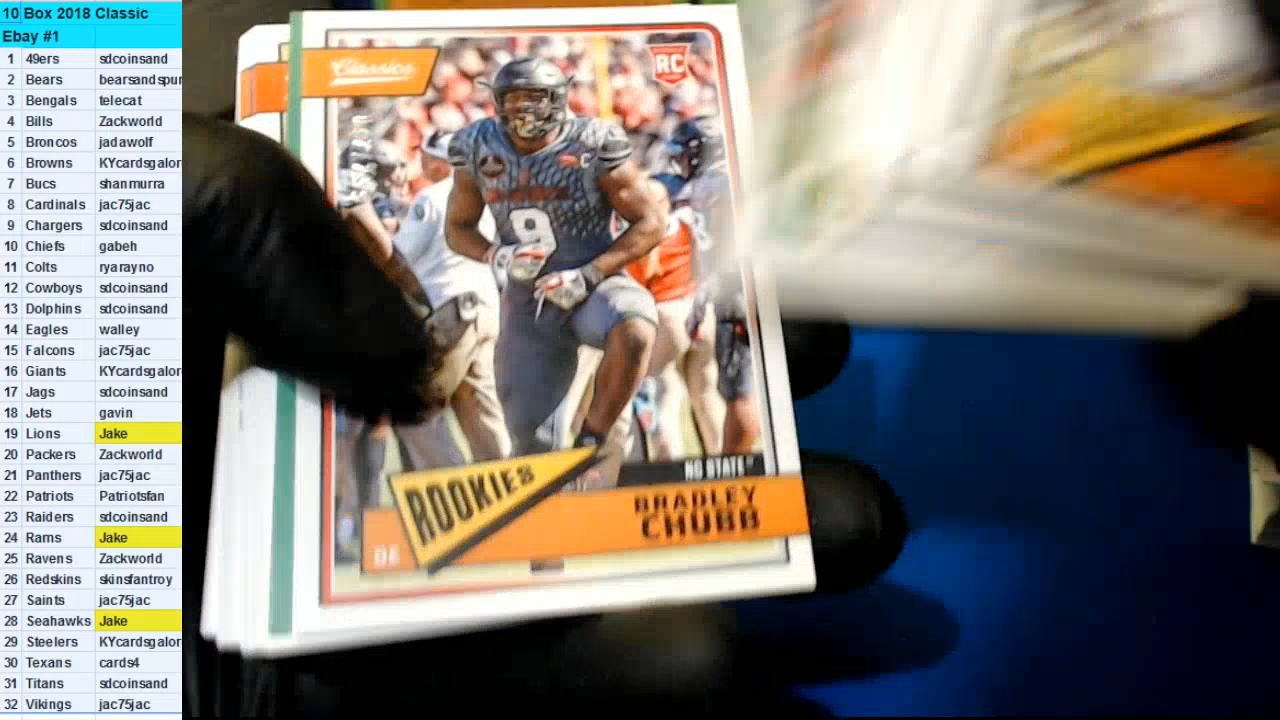 10 Box 2018 Classic
Ebay #1
1 49ers sdcoinsand
2 Bears bearsandspur
3 Bengals telecat
4 Bills Zackworld
5 Broncos jadawolf
6 Browns KYcardsgalor
7 Bucs shanmurra
8 Cardinals jac75jac
9 Chargers sdcoinsand
10 Chiefs gabeh
11 Colts ryarayno
12 Cowboys sdcoinsand
13 Dolphins sdcoinsand
14 Eagles walley
15 Falcons jac75jac
16 Giants KYcardsgalor
17 Jags sdcoinsand
18 Jets gavin
19 Lions Jake
20 Packers Zackworld
21 Panthers jac75jac
22 Patriots Patriotsfan
23 Raiders sdcoinsand
24 Rams Jake
25 Ravens Zackworld
26 Redskins skinsfantroy
27 Saints jac75jac
28 Seahawks Jake
29 Steelers KYcardsgalor
30 Texans cards4
31 Titans sdcoinsand
32 Vikings jac75jac
Classics
RC
C
9
NC STATE
ROOKIES
BRADLEY
CHUBB
DE